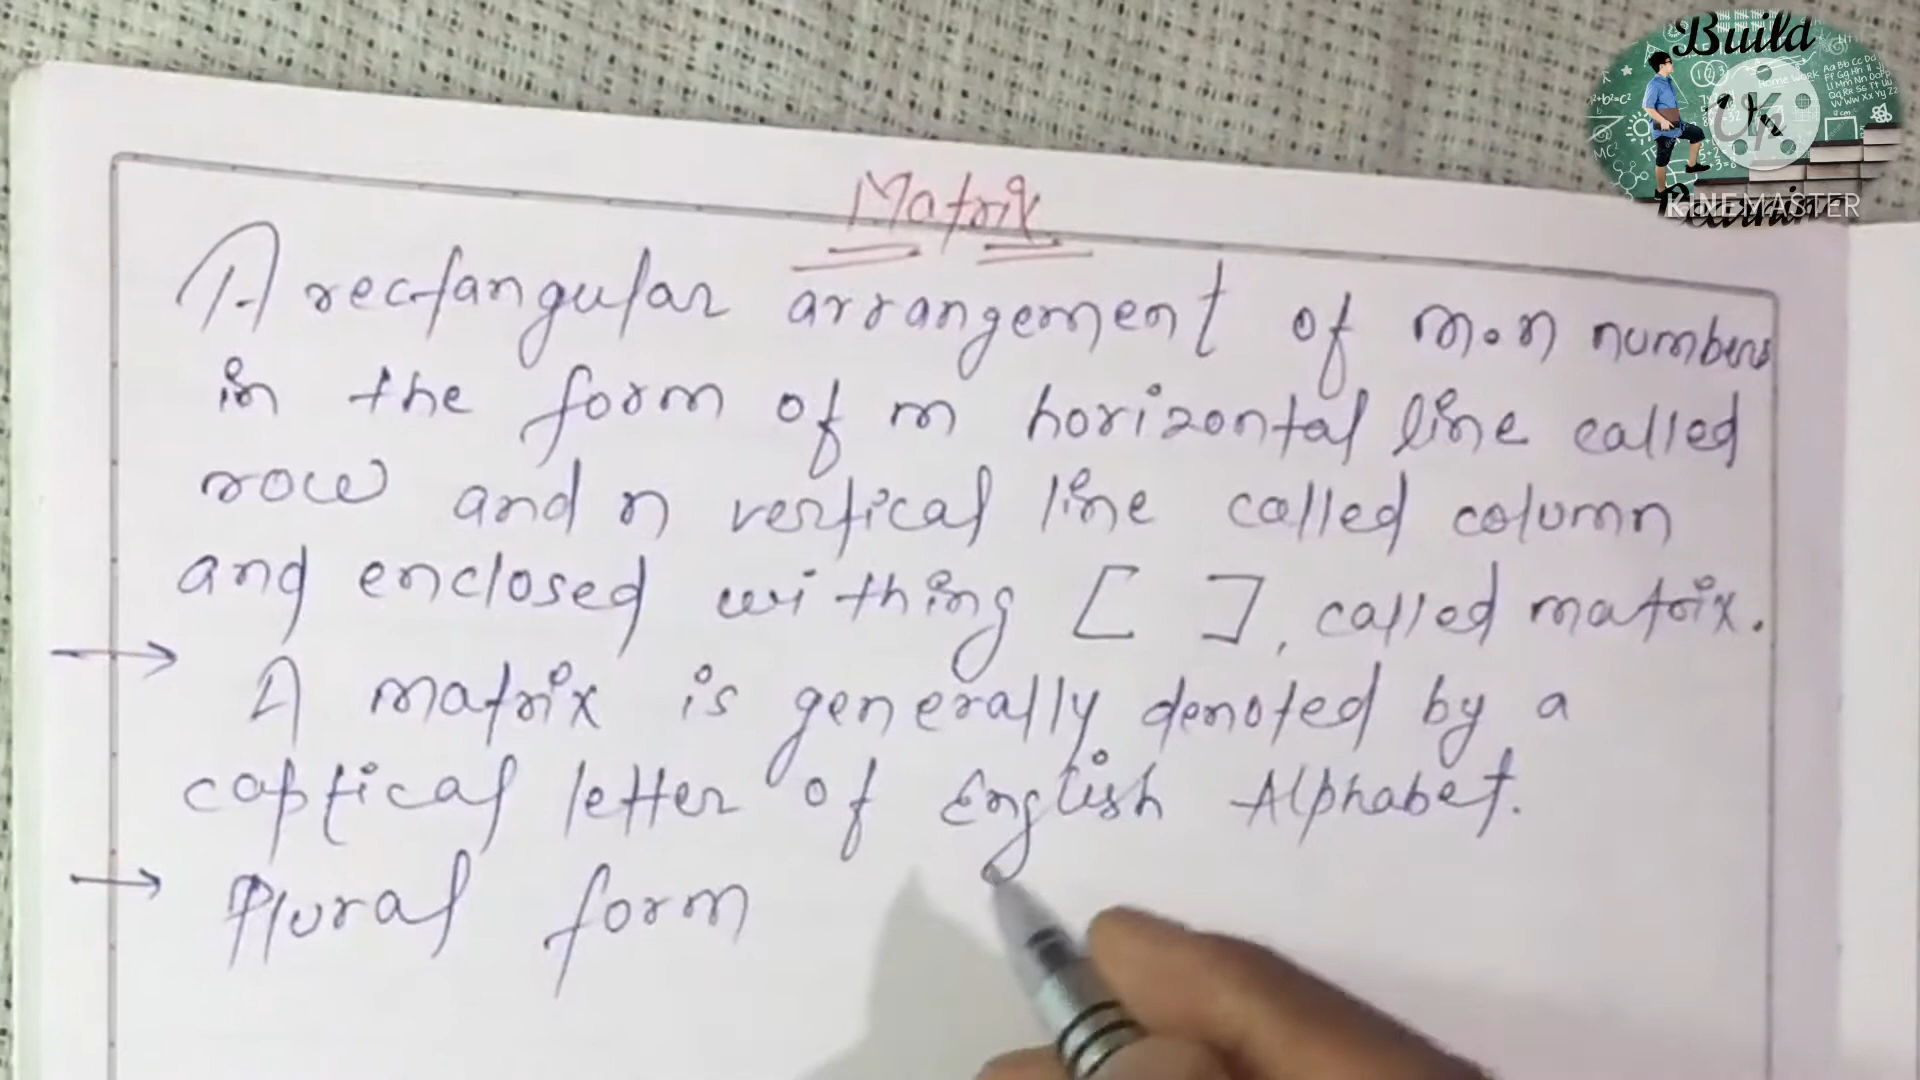 Build
KINEMASTER
Matrix
A rectangular arrangement of m.n numbers
in the form of m horizontal line called
row and n vertical line called column
and enclosed withing [ ], called matrix.
→ A matrix is generally denoted by a
captical letter of English Alphabet.
→ Plural form